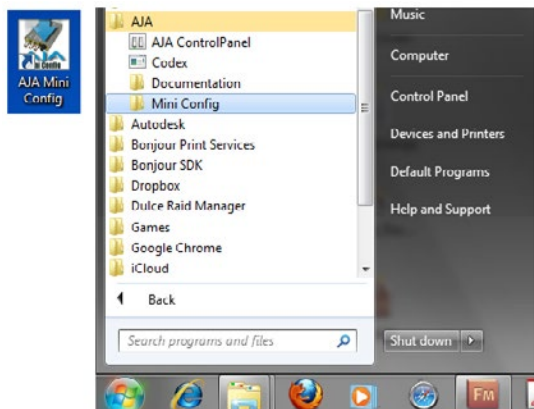 AJA Mini
Config
AJA
AJA ControlPanel
Codex
Documentation
Mini Config
Autodesk
Bonjour Print Services
Bonjour SDK
Dropbox
Dulce Raid Manager
Games
Google Chrome
iCloud
Back
Search programs and files
Music
Computer
Control Panel
Devices and Printers
Default Programs
Help and Support
Shut down
FM